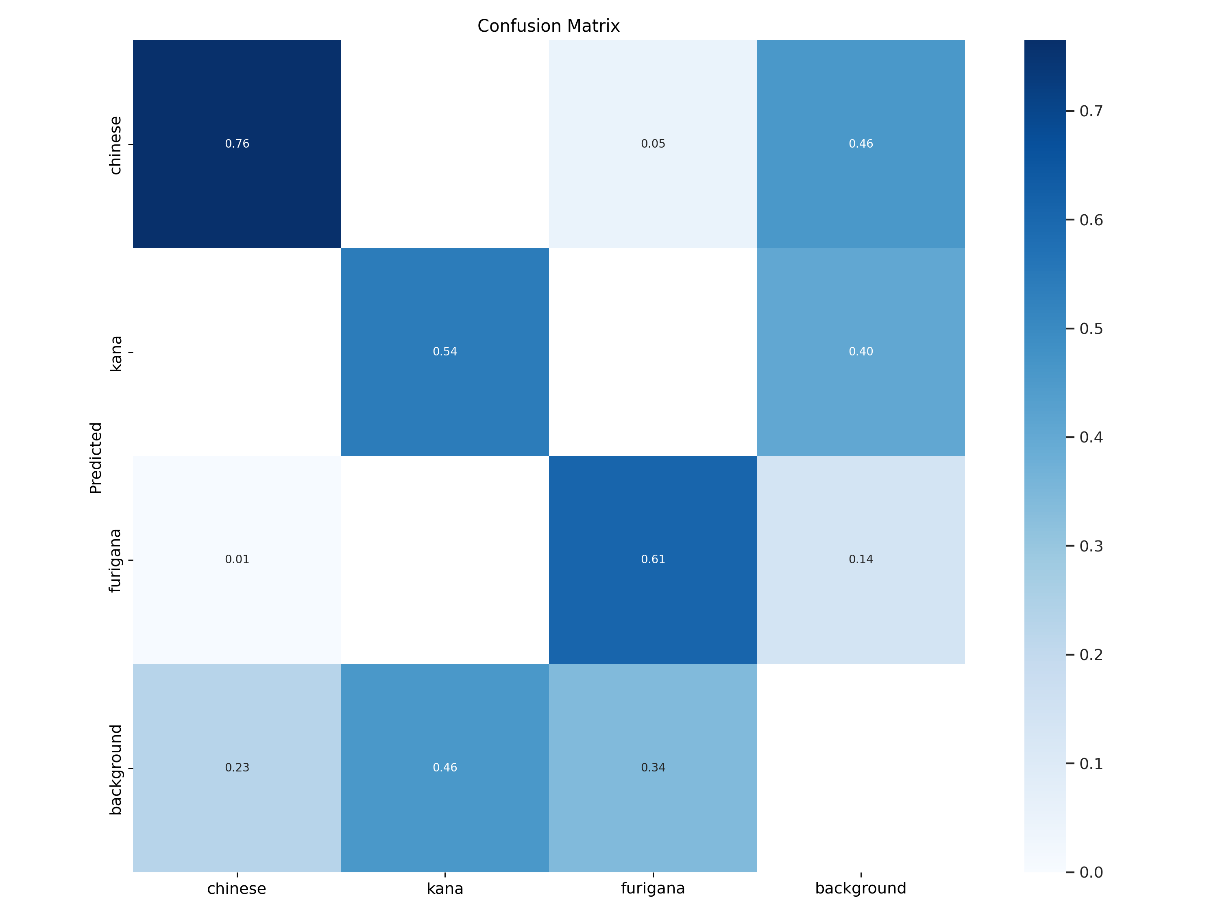 Confusion Matrix
chinese
0.76
0.05
0.46
0.7
0.6
kana
0.54
0.40
0.5
0.4
Predicted
furigana
0.01
0.61
0.14
0.3
0.2
background
0.23
0.46
0.34
0.1
0.0
chinese kana furigana background